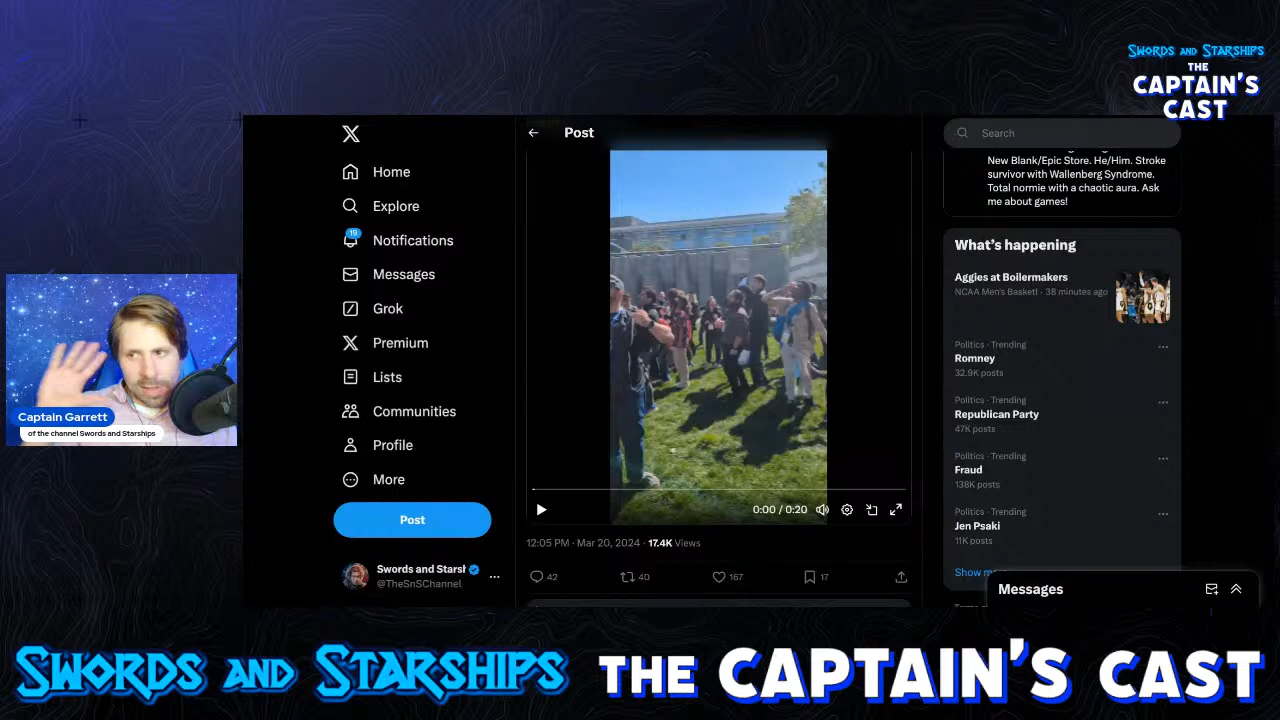 SWORDS AND STARSHIPS
THE
CAPTAIN'S
CAST
Home
Explore
19
Notifications
Messages
Grok
Premium
Lists
Communities
Profile
More
Post
Swords and Starsh
@TheSnSChannel
Post
0:00 / 0:20
12:05 PM · Mar 20, 2024 · 17.4K Views
42
40
167
17
Search
New Blank/Epic Store. He/Him. Stroke
survivor with Wallenberg Syndrome.
Total normie with a chaotic aura. Ask
me about games!
What's happening
Aggies at Boilermakers
NCAA Men's Basketl · 38 minutes ago
Politics · Trending
Romney
32.9K posts
Politics · Trending
Republican Party
47K posts
Politics · Trending
Fraud
138K posts
Politics · Trending
Jen Psaki
11K posts
Show
Messages
Captain Garrett
of the channel Swords and Starships
SWORDS AND STARSHIPS THE CAPTAIN'S CAST